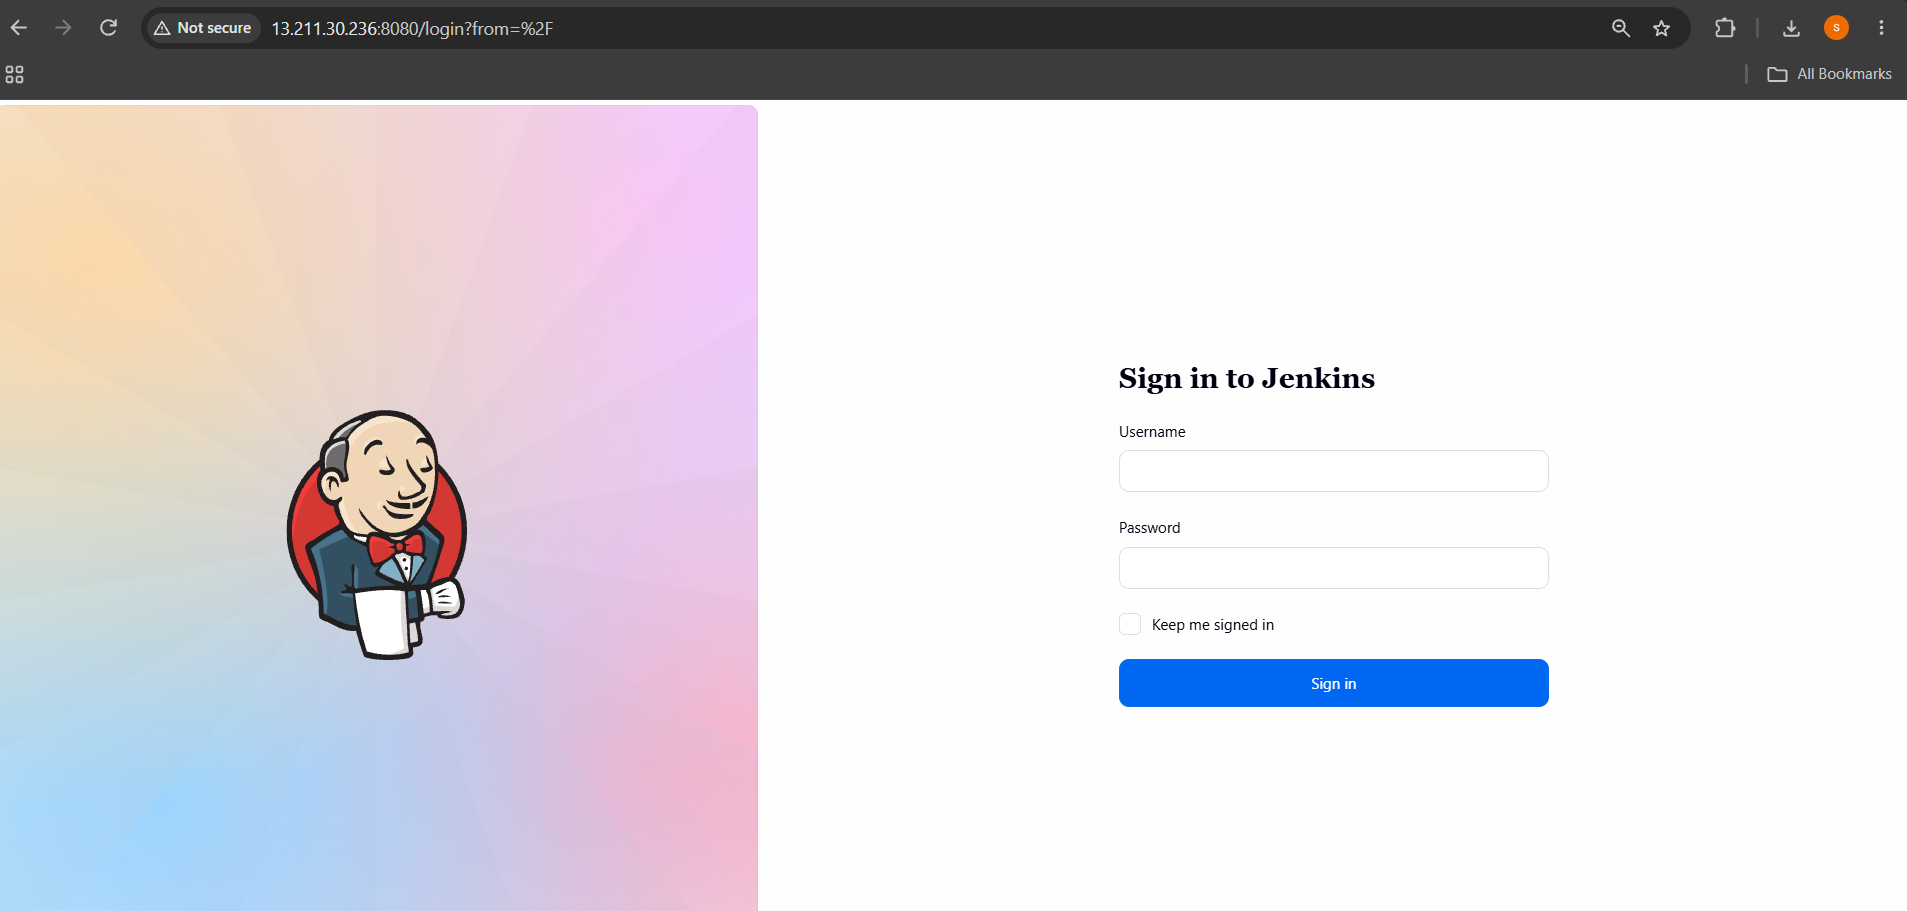 Not secure
13.211.30.236:8080/login?from=%2F
S
All Bookmarks
Sign in to Jenkins
Username
Password
Keep me signed in
Sign in